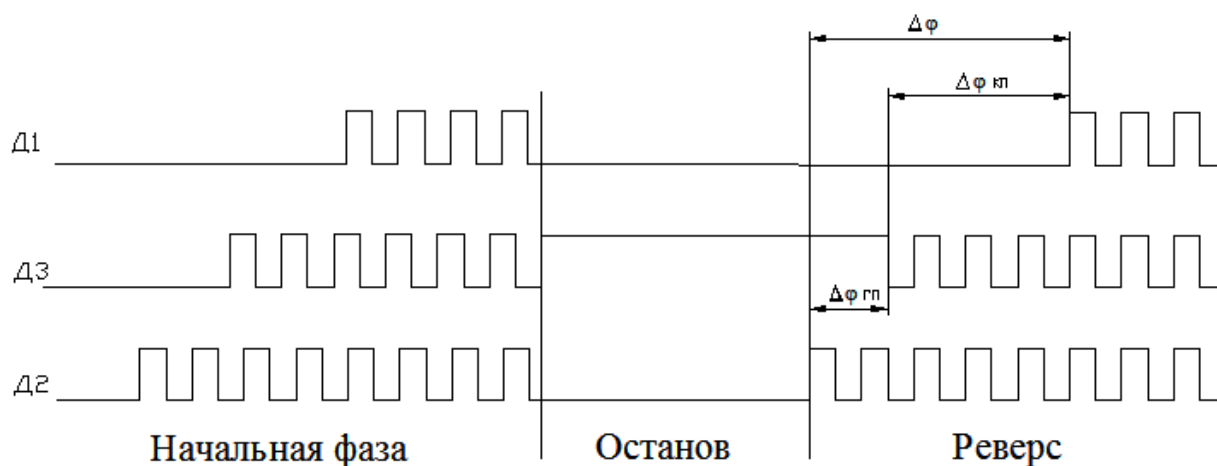 Δφ
Δφ кп
Д1
Д3
Δφ гп
Д2
Начальная фаза
Останов
Реверс